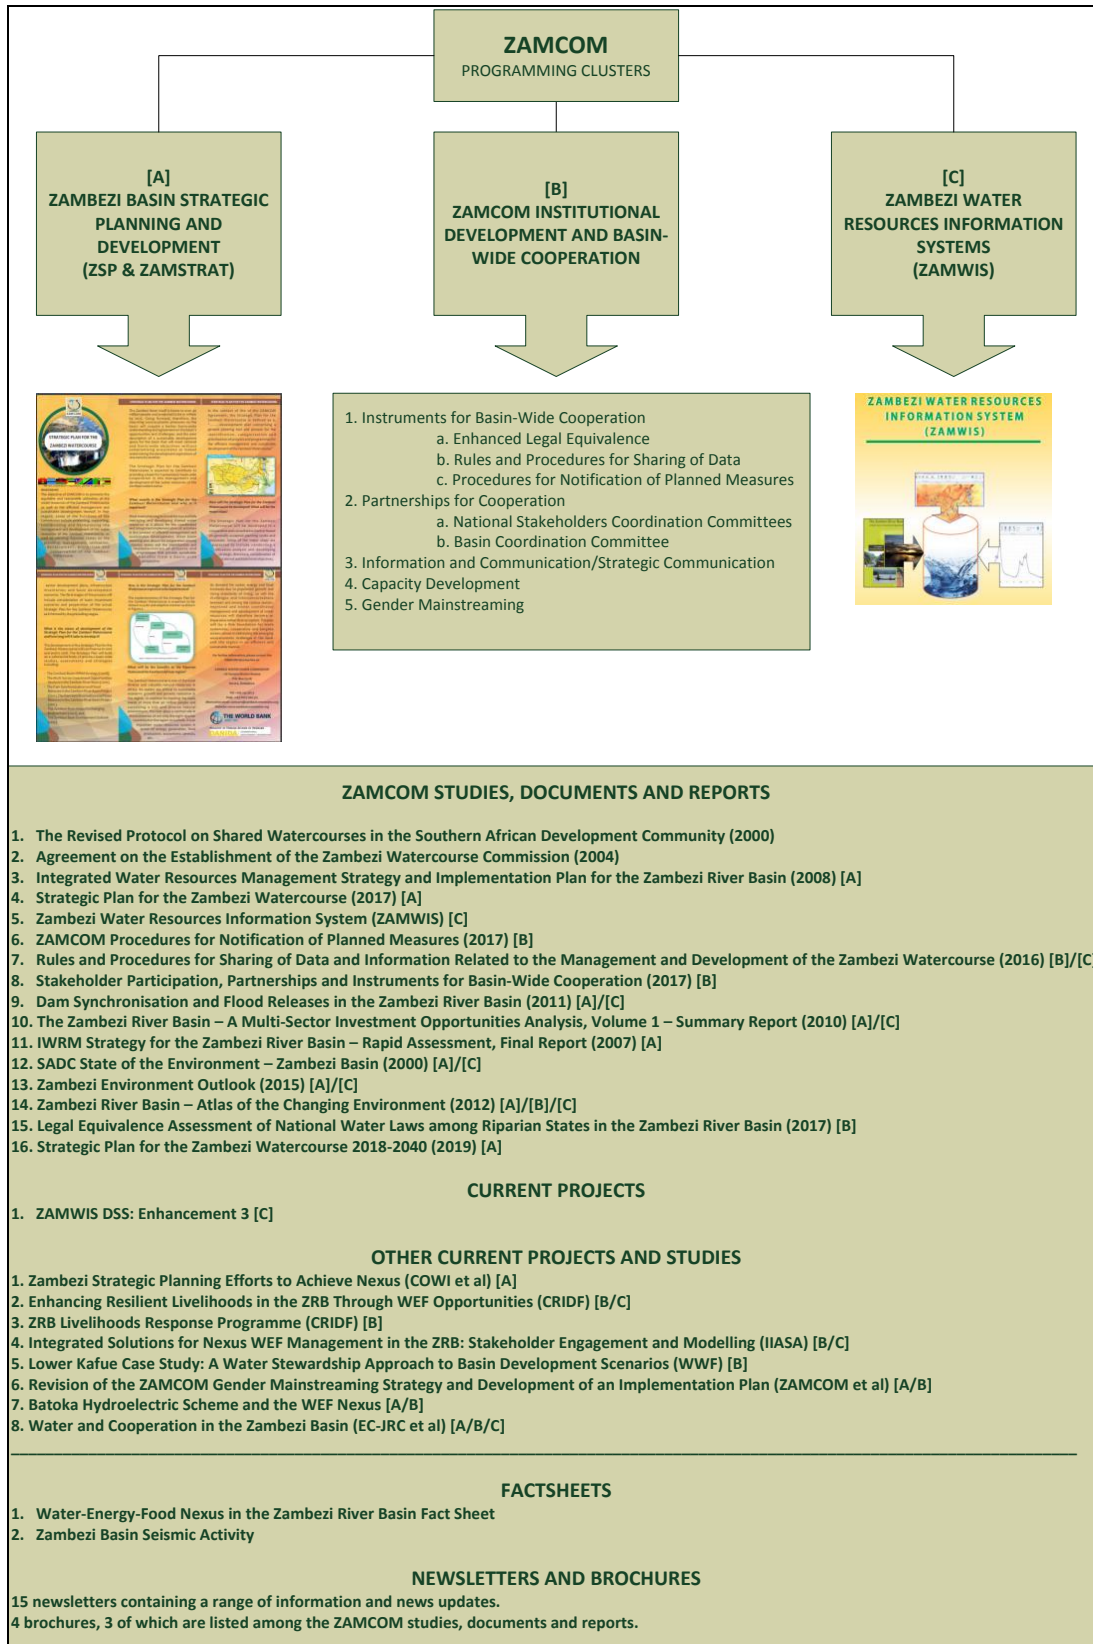 ZAMCOM
PROGRAMMING CLUSTERS
[A]
ZAMBEZI BASIN STRATEGIC
PLANNING AND
DEVELOPMENT
(ZSP & ZAMSTRAT)
[B]
ZAMCOM INSTITUTIONAL
DEVELOPMENT AND BASIN-
WIDE COOPERATION
[C]
ZAMBEZI WATER
RESOURCES INFORMATION
SYSTEMS
(ZAMWIS)
STRATEGIC PLAN FOR THE
ZAMBEZI WATERCOURSE
THE WORLD BANK
DANIDA
1. Instruments for Basin-Wide Cooperation
a. Enhanced Legal Equivalence
b. Rules and Procedures for Sharing of Data
c. Procedures for Notification of Planned Measures
2. Partnerships for Cooperation
a. National Stakeholders Coordination Committees
b. Basin Coordination Committee
3. Information and Communication/Strategic Communication
4. Capacity Development
5. Gender Mainstreaming
ZAMBEZI WATER RESOURCES
INFORMATION SYSTEM
(ZAMWIS)
ZAMCOM STUDIES, DOCUMENTS AND REPORTS
1. The Revised Protocol on Shared Watercourses in the Southern African Development Community (2000)
2. Agreement on the Establishment of the Zambezi Watercourse Commission (2004)
3. Integrated Water Resources Management Strategy and Implementation Plan for the Zambezi River Basin (2008) [A]
4. Strategic Plan for the Zambezi Watercourse (2017) [A]
5. Zambezi Water Resources Information System (ZAMWIS) [C]
6. ZAMCOM Procedures for Notification of Planned Measures (2017) [B]
7. Rules and Procedures for Sharing of Data and Information Related to the Management and Development of the Zambezi Watercourse (2016) [B]/[C]
8. Stakeholder Participation, Partnerships and Instruments for Basin-Wide Cooperation (2017) [B]
9. Dam Synchronisation and Flood Releases in the Zambezi River Basin (2011) [A]/[C]
10. The Zambezi River Basin – A Multi-Sector Investment Opportunities Analysis, Volume 1 – Summary Report (2010) [A]/[C]
11. IWRM Strategy for the Zambezi River Basin – Rapid Assessment, Final Report (2007) [A]
12. SADC State of the Environment – Zambezi Basin (2000) [A]/[C]
13. Zambezi Environment Outlook (2015) [A]/[C]
14. Zambezi River Basin – Atlas of the Changing Environment (2012) [A]/[B]/[C]
15. Legal Equivalence Assessment of National Water Laws among Riparian States in the Zambezi River Basin (2017) [B]
16. Strategic Plan for the Zambezi Watercourse 2018-2040 (2019) [A]
CURRENT PROJECTS
1. ZAMWIS DSS: Enhancement 3 [C]
OTHER CURRENT PROJECTS AND STUDIES
1. Zambezi Strategic Planning Efforts to Achieve Nexus (COWI et al) [A]
2. Enhancing Resilient Livelihoods in the ZRB Through WEF Opportunities (CRIDF) [B/C]
3. ZRB Livelihoods Response Programme (CRIDF) [B]
4. Integrated Solutions for Nexus WEF Management in the ZRB: Stakeholder Engagement and Modelling (IIASA) [B/C]
5. Lower Kafue Case Study: A Water Stewardship Approach to Basin Development Scenarios (WWF) [B]
6. Revision of the ZAMCOM Gender Mainstreaming Strategy and Development of an Implementation Plan (ZAMCOM et al) [A/B]
7. Batoka Hydroelectric Scheme and the WEF Nexus [A/B]
8. Water and Cooperation in the Zambezi Basin (EC-JRC et al) [A/B/C]
FACTSHEETS
1. Water-Energy-Food Nexus in the Zambezi River Basin Fact Sheet
2. Zambezi Basin Seismic Activity
NEWSLETTERS AND BROCHURES
15 newsletters containing a range of information and news updates.
4 brochures, 3 of which are listed among the ZAMCOM studies, documents and reports.